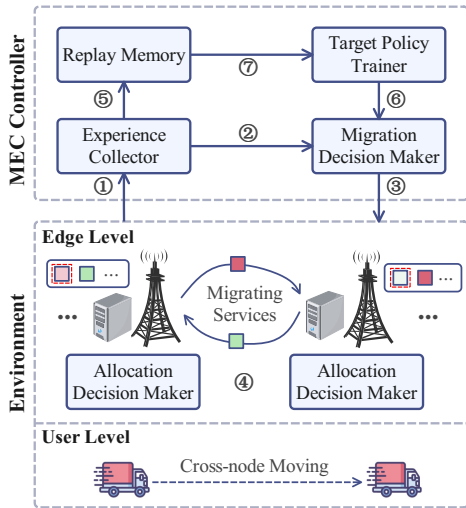 MEC Controller
Replay Memory
⑦
Target Policy
Trainer
⑤
⑥
Experience
Collector
②
Migration
Decision Maker
①
③
Environment
Edge Level
...
...
Migrating
Services
...
...
Allocation
Decision Maker
④
Allocation
Decision Maker
User Level
Cross-node Moving